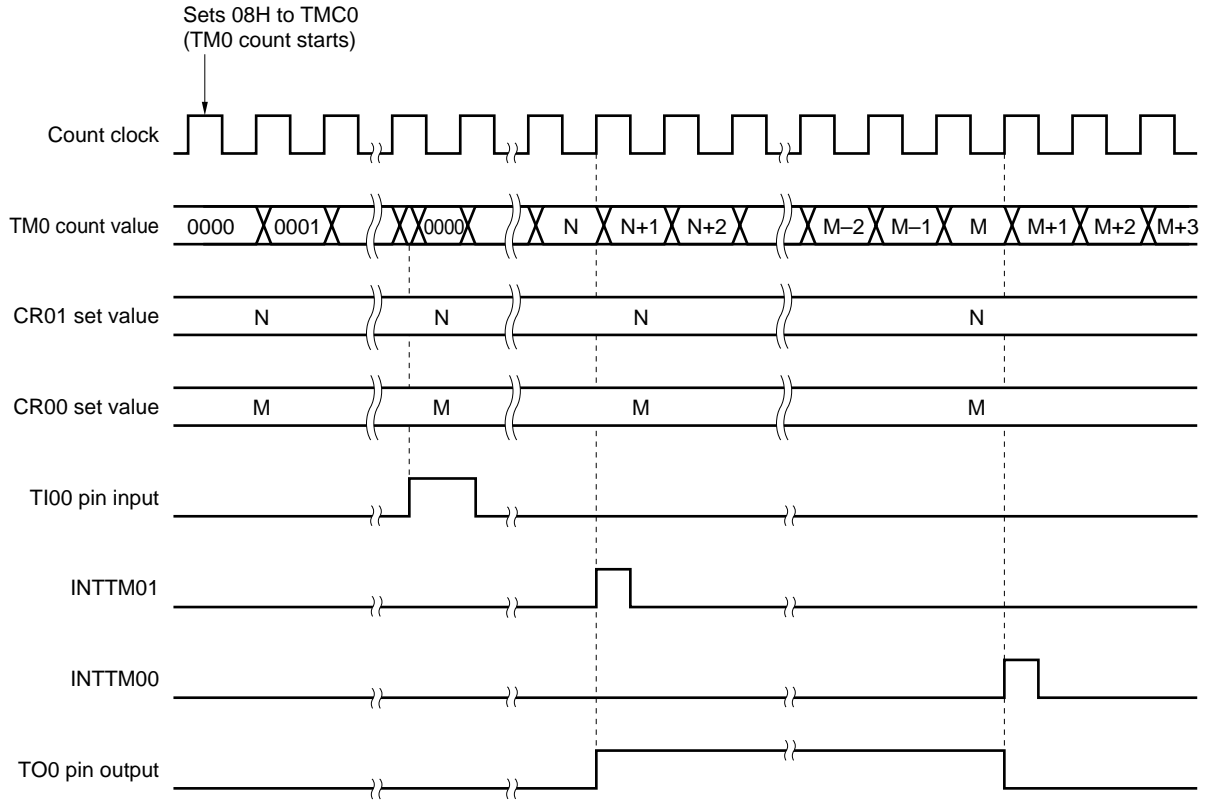 Sets 08H to TMC0
(TM0 count starts)
Count clock
TM0 count value 0000 0001 0000 N N+1 N+2 M–2 M–1 M M+1 M+2 M+3
CR01 set value N N N N
CR00 set value M M M M
TI00 pin input
INTTM01
INTTM00
TO0 pin output